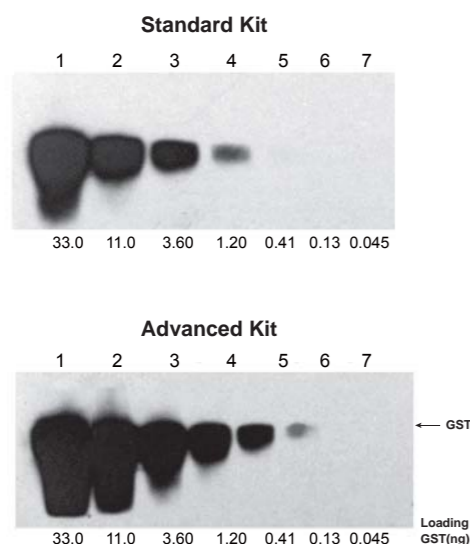 Standard Kit
1 2 3 4 5 6 7
33.0 11.0 3.60 1.20 0.41 0.13 0.045
Advanced Kit
1 2 3 4 5 6 7
← GST
Loading
33.0 11.0 3.60 1.20 0.41 0.13 0.045 GST(ng)